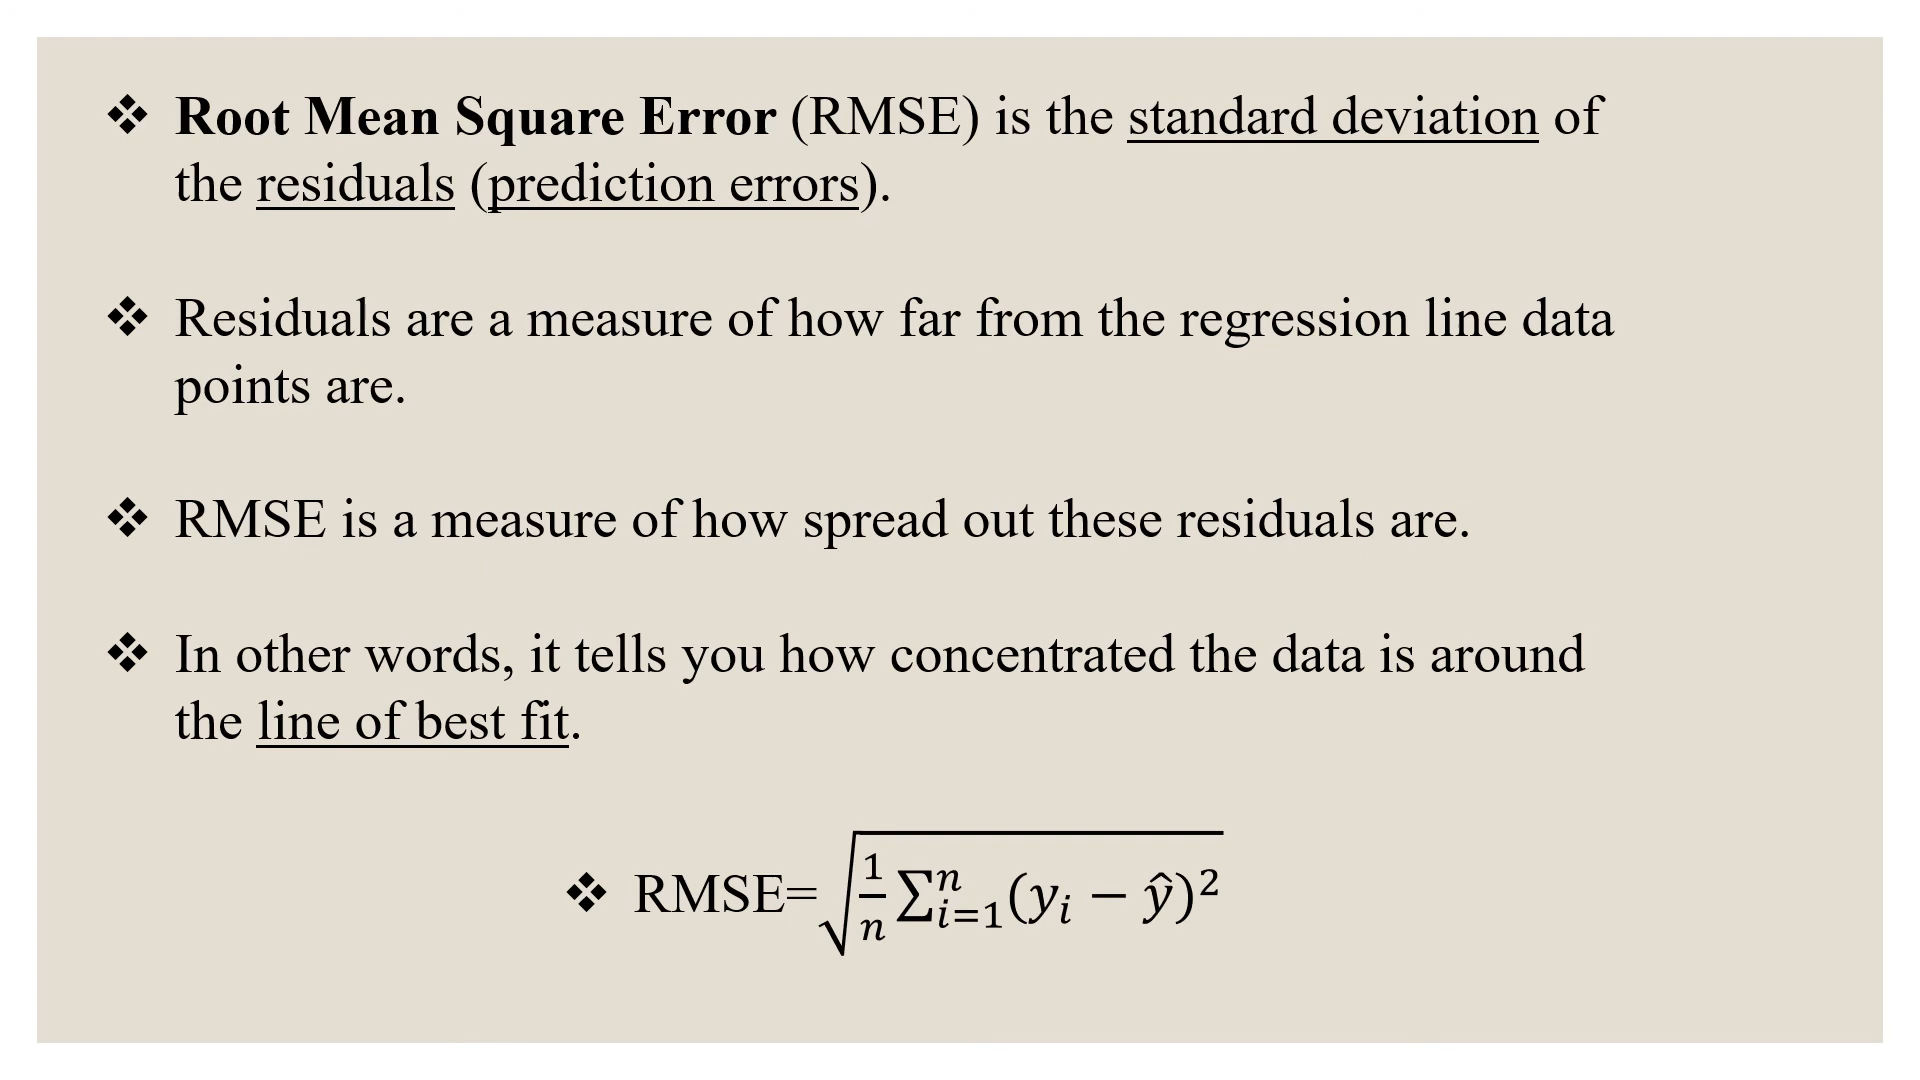 ❖ Root Mean Square Error (RMSE) is the standard deviation of
the residuals (prediction errors).
❖ Residuals are a measure of how far from the regression line data
points are.
❖ RMSE is a measure of how spread out these residuals are.
❖ In other words, it tells you how concentrated the data is around
the line of best fit.
❖ RMSE=√(1/n ∑ⁿᵢ₌₁(yᵢ − ŷ)²)